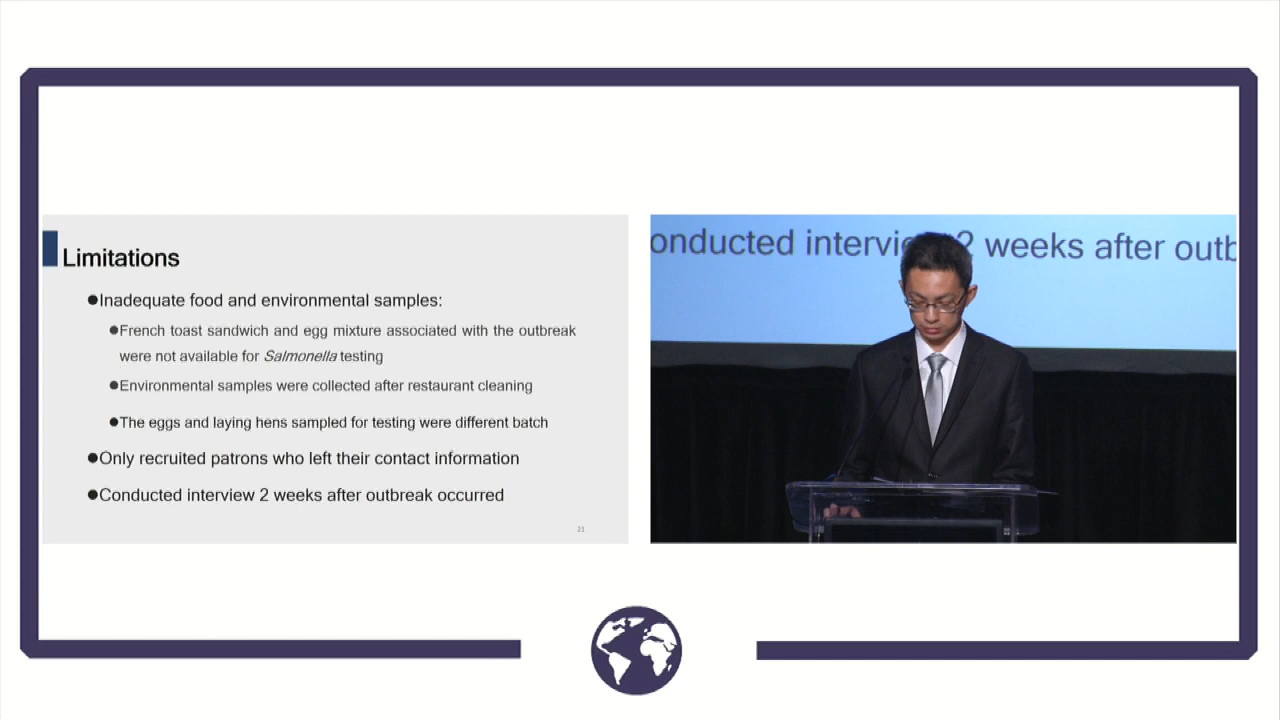 Limitations
●Inadequate food and environmental samples:
●French toast sandwich and egg mixture associated with the outbreak
were not available for Salmonella testing
●Environmental samples were collected after restaurant cleaning
●The eggs and laying hens sampled for testing were different batch
●Only recruited patrons who left their contact information
●Conducted interview 2 weeks after outbreak occurred
21
onducted intervie 2 weeks after outb